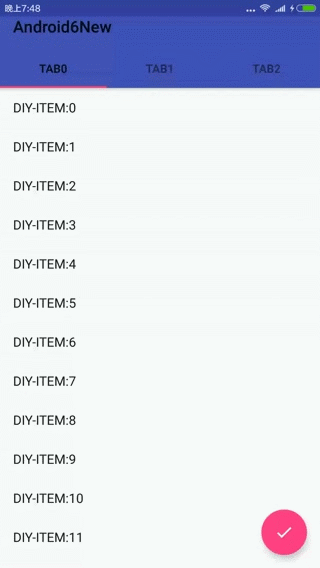 晚上7:48
Android6New
TAB0 TAB1 TAB2
DIY-ITEM:0
DIY-ITEM:1
DIY-ITEM:2
DIY-ITEM:3
DIY-ITEM:4
DIY-ITEM:5
DIY-ITEM:6
DIY-ITEM:7
DIY-ITEM:8
DIY-ITEM:9
DIY-ITEM:10
DIY-ITEM:11